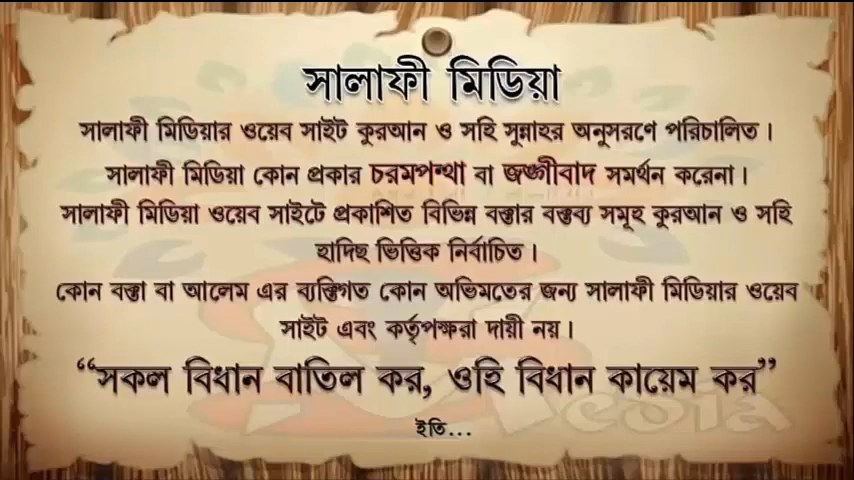 সালাফী মিডিয়া
সালাফী মিডিয়ার ওয়েব সাইট কুরআন ও সহি সুন্নাহর অনুসরণে পরিচালিত।
সালাফী মিডিয়া কোন প্রকার চরমপন্থা বা জঙ্গীবাদ সমর্থন করেনা।
সালাফী মিডিয়া ওয়েব সাইটে প্রকাশিত বিভিন্ন বক্তার বক্তব্য সমূহ কুরআন ও সহি
হাদিছ ভিত্তিক নির্বাচিত।
কোন বক্তা বা আলেম এর ব্যক্তিগত কোন অভিমতের জন্য সালাফী মিডিয়ার ওয়েব
সাইট এবং কর্তৃপক্ষরা দায়ী নয়।
“সকল বিধান বাতিল কর, ওহি বিধান কায়েম কর”
ইতি...